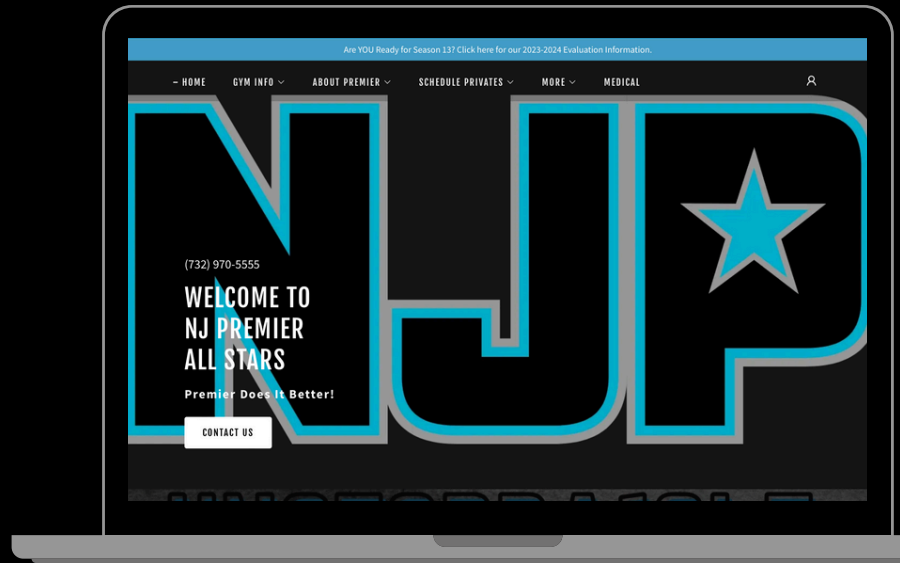 Are YOU Ready for Season 13? Click here for our 2023-2024 Evaluation Information.
– HOME GYM INFO ABOUT PREMIER SCHEDULE PRIVATES MORE MEDICAL
NJP
(732) 970-5555
WELCOME TO
NJ PREMIER
ALL STARS
Premier Does It Better!
CONTACT US